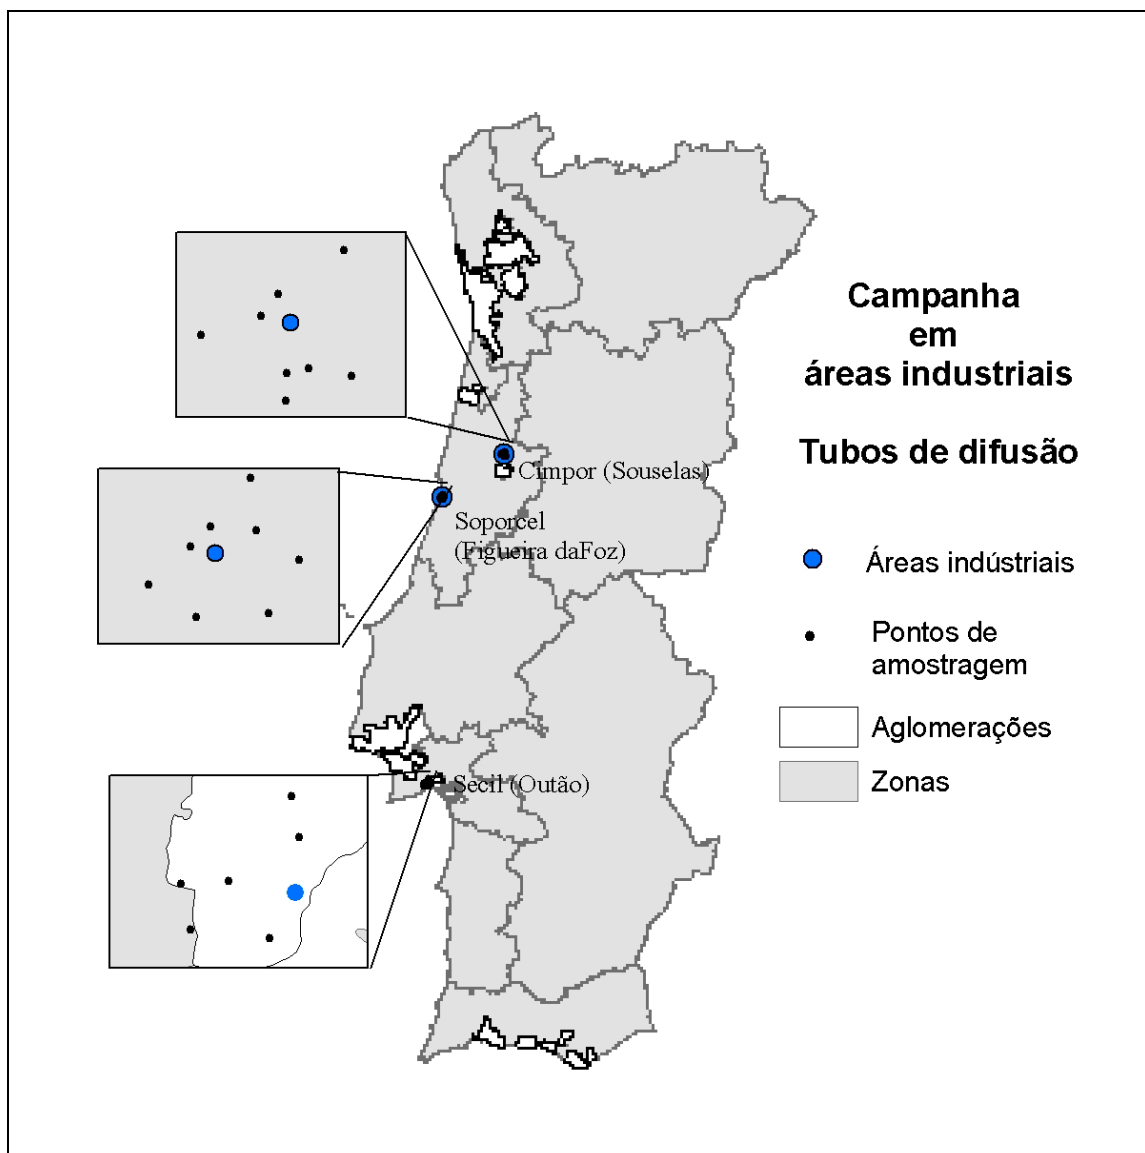 Campanha
em
áreas industriais
Tubos de difusão
Cimpor (Souselas)
Soporcel
(Figueira daFoz)
Secil (Outão)
Áreas indústriais
Pontos de
amostragem
Aglomerações
Zonas